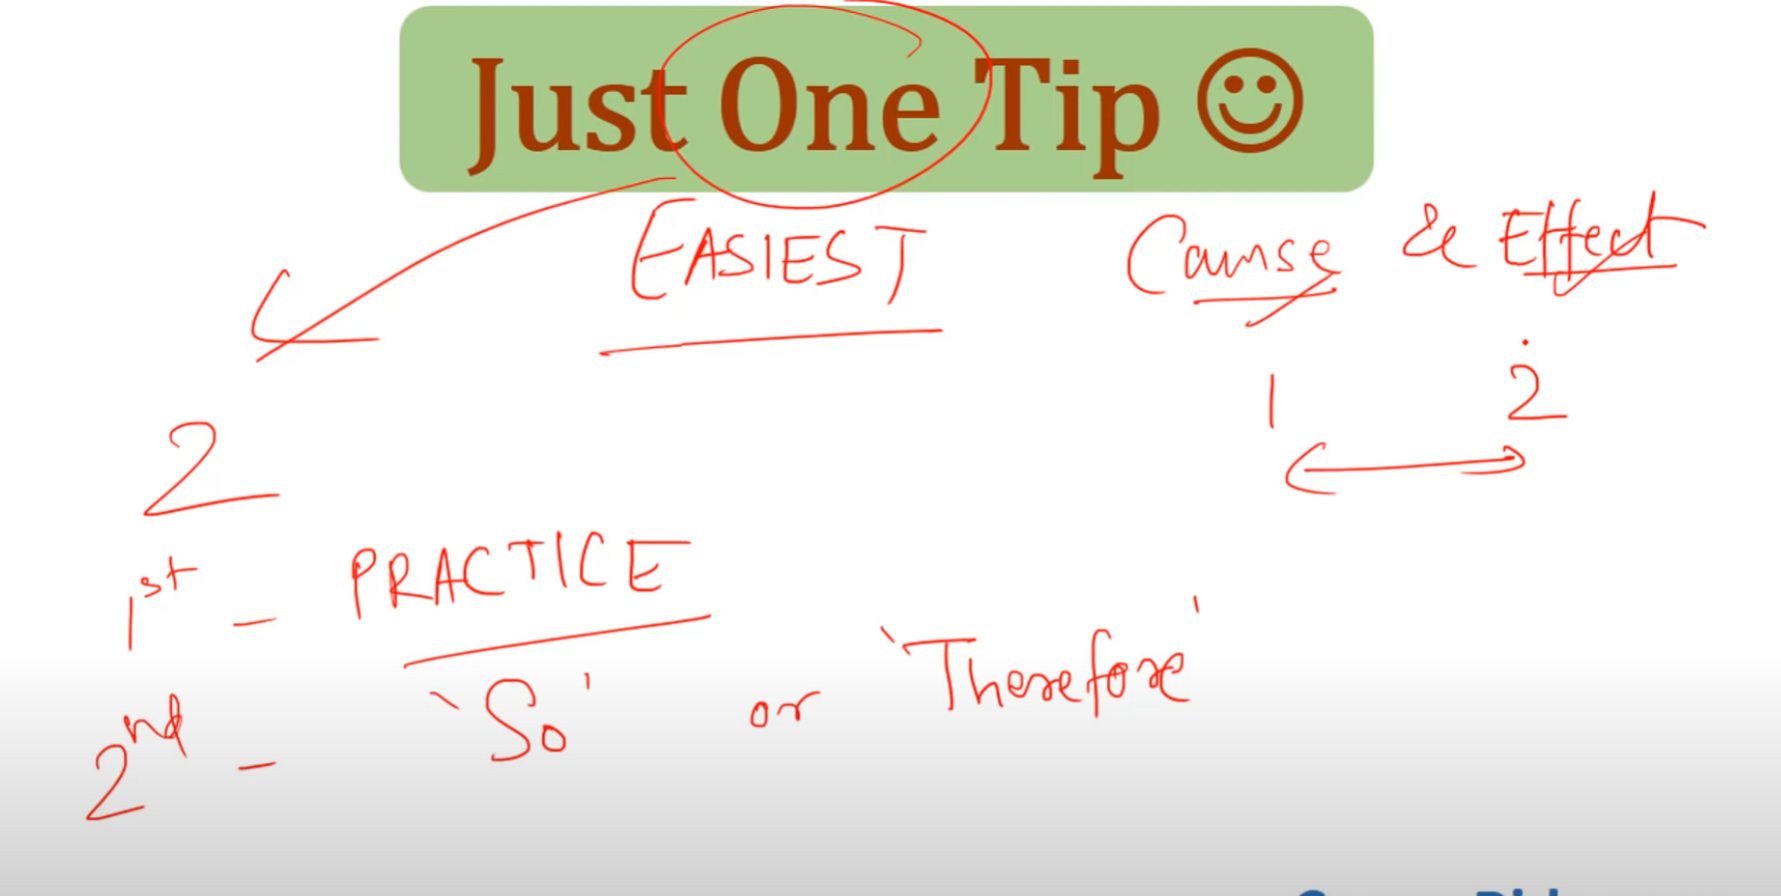 Just One Tip ☺
EASIEST
Cause & Effect
1 2
2
1st - PRACTICE
2nd - 'So' or 'Therefore'